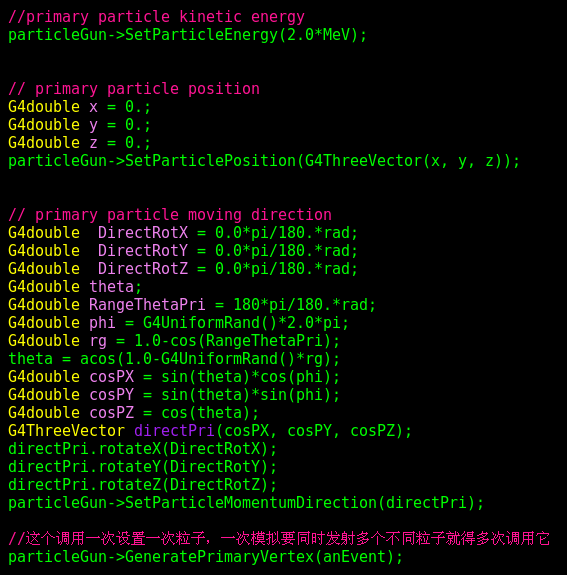 //primary particle kinetic energy
particleGun->SetParticleEnergy(2.0*MeV);
// primary particle position
G4double x = 0.;
G4double y = 0.;
G4double z = 0.;
particleGun->SetParticlePosition(G4ThreeVector(x, y, z));
// primary particle moving direction
G4double  DirectRotX = 0.0*pi/180.*rad;
G4double  DirectRotY = 0.0*pi/180.*rad;
G4double  DirectRotZ = 0.0*pi/180.*rad;
G4double theta;
G4double RangeThetaPri = 180*pi/180.*rad;
G4double phi = G4UniformRand()*2.0*pi;
G4double rg = 1.0-cos(RangeThetaPri);
theta = acos(1.0-G4UniformRand()*rg);
G4double cosPX = sin(theta)*cos(phi);
G4double cosPY = sin(theta)*sin(phi);
G4double cosPZ = cos(theta);
G4ThreeVector directPri(cosPX, cosPY, cosPZ);
directPri.rotateX(DirectRotX);
directPri.rotateY(DirectRotY);
directPri.rotateZ(DirectRotZ);
particleGun->SetParticleMomentumDirection(directPri);
//这个调用一次设置一次粒子，一次模拟要同时发射多个不同粒子就得多次调用它
particleGun->GeneratePrimaryVertex(anEvent);